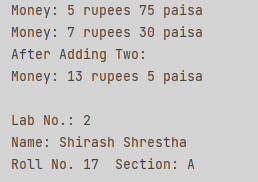 Money: 5 rupees 75 paisa
Money: 7 rupees 30 paisa
After Adding Two:
Money: 13 rupees 5 paisa
Lab No.: 2
Name: Shirash Shrestha
Roll No. 17  Section: A